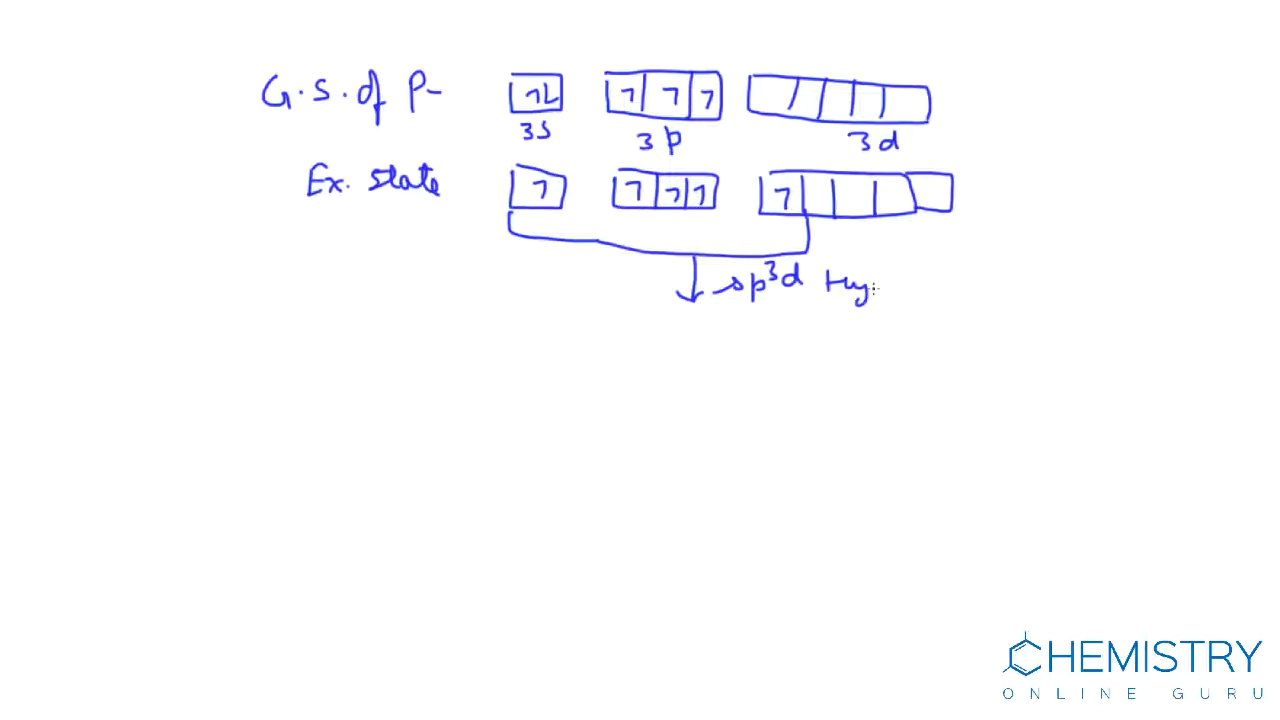 G.S. of P-
3s 3p 3d
Ex. state
sp³d Hy
CHEMISTRY
ONLINE GURU